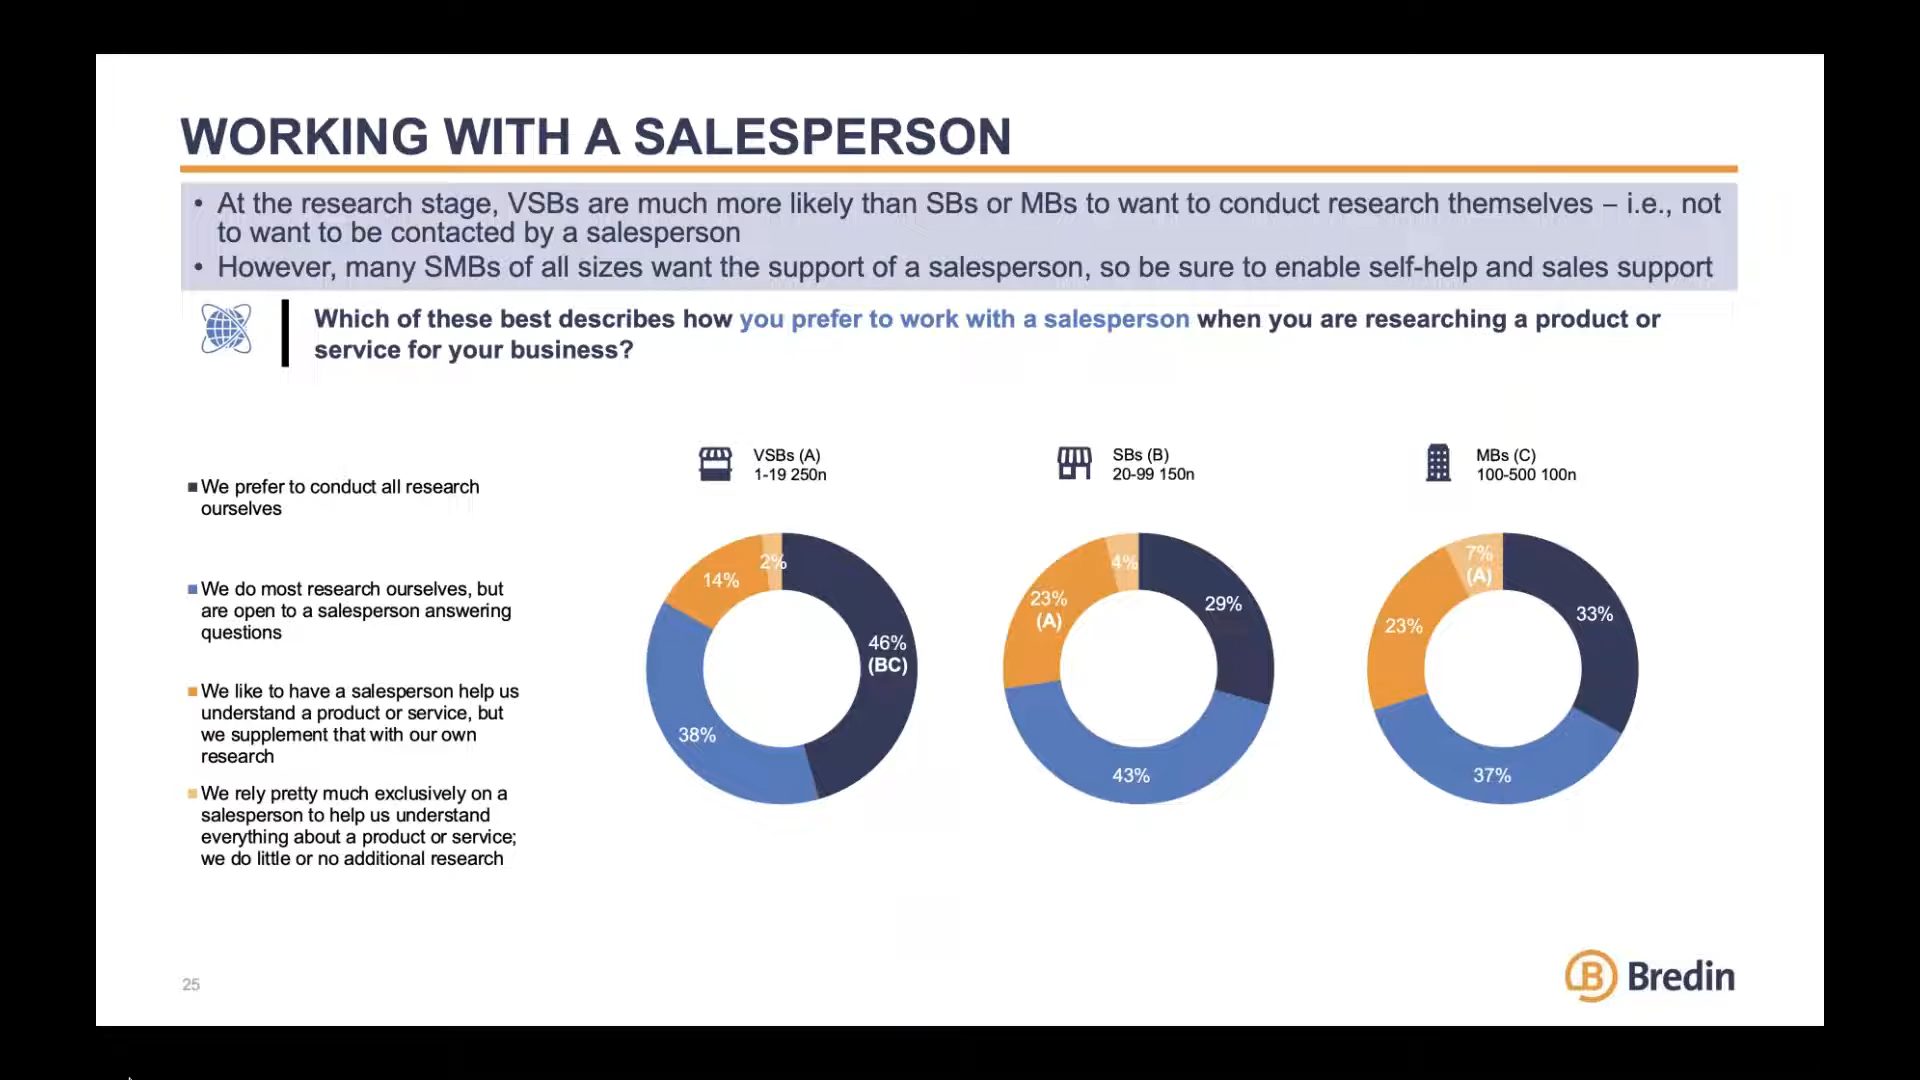 WORKING WITH A SALESPERSON
• At the research stage, VSBs are much more likely than SBs or MBs to want to conduct research themselves – i.e., not
to want to be contacted by a salesperson
• However, many SMBs of all sizes want the support of a salesperson, so be sure to enable self-help and sales support
Which of these best describes how you prefer to work with a salesperson when you are researching a product or
service for your business?
We prefer to conduct all research
ourselves
We do most research ourselves, but
are open to a salesperson answering
questions
We like to have a salesperson help us
understand a product or service, but
we supplement that with our own
research
We rely pretty much exclusively on a
salesperson to help us understand
everything about a product or service;
we do little or no additional research
VSBs (A)
1-19 250n
2%
14%
46%
(BC)
38%
SBs (B)
20-99 150n
4%
23%
(A)
29%
43%
MBs (C)
100-500 100n
7%
(A)
23%
33%
37%
25
B Bredin